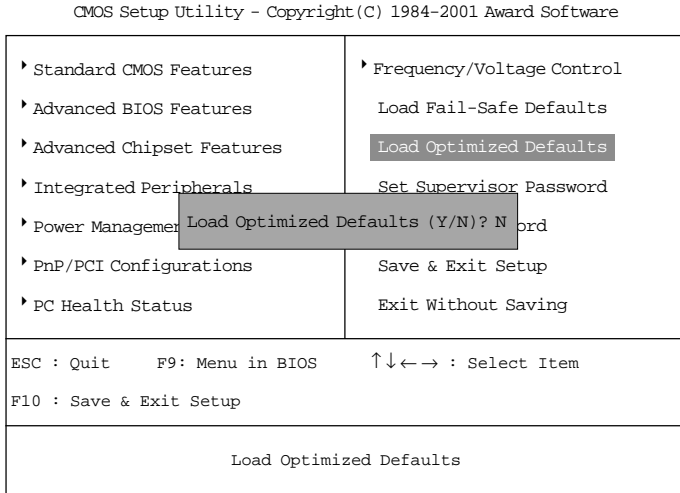 CMOS Setup Utility - Copyright(C) 1984-2001 Award Software
Standard CMOS Features
Advanced BIOS Features
Advanced Chipset Features
Integrated Peripherals
Power Managemen
PnP/PCI Configurations
PC Health Status
Frequency/Voltage Control
Load Fail-Safe Defaults
Load Optimized Defaults
Set Supervisor Password
ord
Save & Exit Setup
Exit Without Saving
Load Optimized Defaults (Y/N)? N
ESC : Quit F9: Menu in BIOS ↑↓←→ : Select Item
F10 : Save & Exit Setup
Load Optimized Defaults